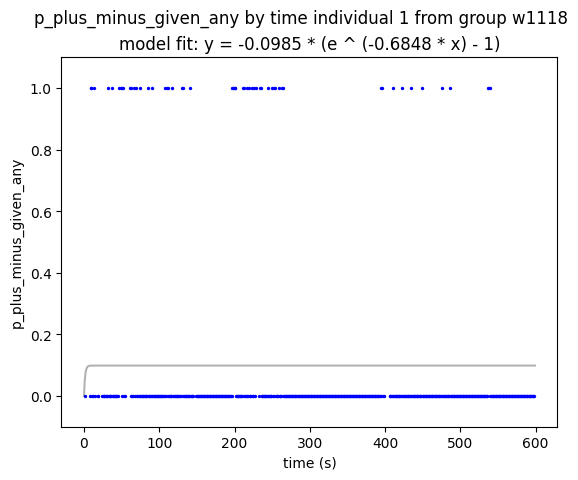 p_plus_minus_given_any by time individual 1 from group w1118
model fit: y = -0.0985 * (e ^ (-0.6848 * x) - 1)
1.0
0.8
0.6
0.4
0.2
0.0
p_plus_minus_given_any
0 100 200 300 400 500 600
time (s)